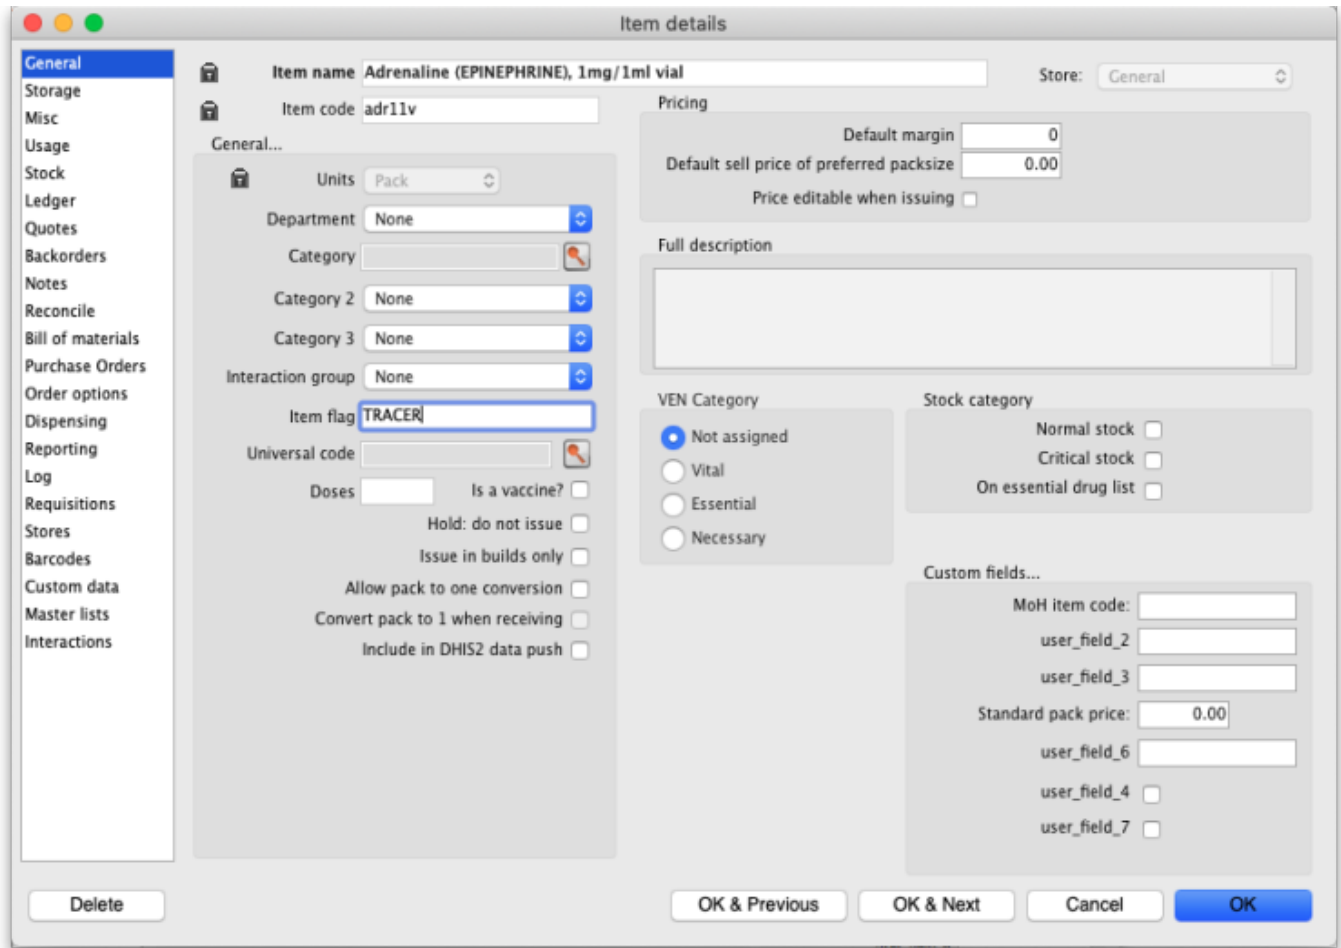 Item details
General
Storage
Misc
Usage
Stock
Ledger
Quotes
Backorders
Notes
Reconcile
Bill of materials
Purchase Orders
Order options
Dispensing
Reporting
Log
Requisitions
Stores
Barcodes
Custom data
Master lists
Interactions
Item name Adrenaline (EPINEPHRINE), 1mg/1ml vial
Store: General
Item code adr11v
General...
Units Pack
Department None
Category
Category 2 None
Category 3 None
Interaction group None
Item flag TRACER
Universal code
Doses Is a vaccine?
Hold: do not issue
Issue in builds only
Allow pack to one conversion
Convert pack to 1 when receiving
Include in DHIS2 data push
Pricing
Default margin 0
Default sell price of preferred packsize 0.00
Price editable when issuing
Full description
VEN Category
Not assigned
Vital
Essential
Necessary
Stock category
Normal stock
Critical stock
On essential drug list
Custom fields...
MoH item code:
user_field_2
user_field_3
Standard pack price: 0.00
user_field_6
user_field_4
user_field_7
Delete
OK & Previous
OK & Next
Cancel
OK